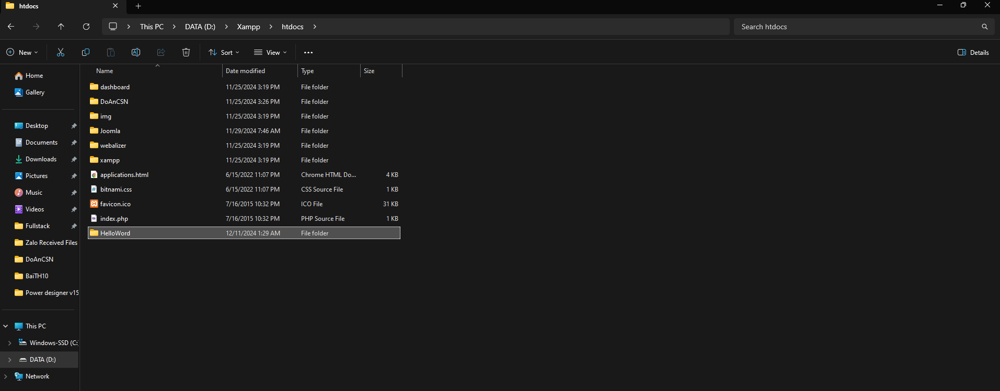 htdocs
This PC DATA (D:) Xampp htdocs Search htdocs
New Sort View Details
Name Date modified Type Size
Home
Gallery
Desktop
Documents
Downloads
Pictures
Music
Videos
Fullstack
Zalo Received Files
DoAnCSN
BaiTH10
Power designer v15
This PC
Windows-SSD (C:
DATA (D:)
Network
dashboard 11/25/2024 3:19 PM File folder
DoAnCSN 11/25/2024 3:26 PM File folder
img 11/25/2024 3:19 PM File folder
Joomla 11/29/2024 7:46 AM File folder
webalizer 11/25/2024 3:19 PM File folder
xampp 11/25/2024 3:19 PM File folder
applications.html 6/15/2022 11:07 PM Chrome HTML Do... 4 KB
bitnami.css 6/15/2022 11:07 PM CSS Source File 1 KB
favicon.ico 7/16/2015 10:32 PM ICO File 31 KB
index.php 7/16/2015 10:32 PM PHP Source File 1 KB
HelloWord 12/11/2024 1:29 AM File folder